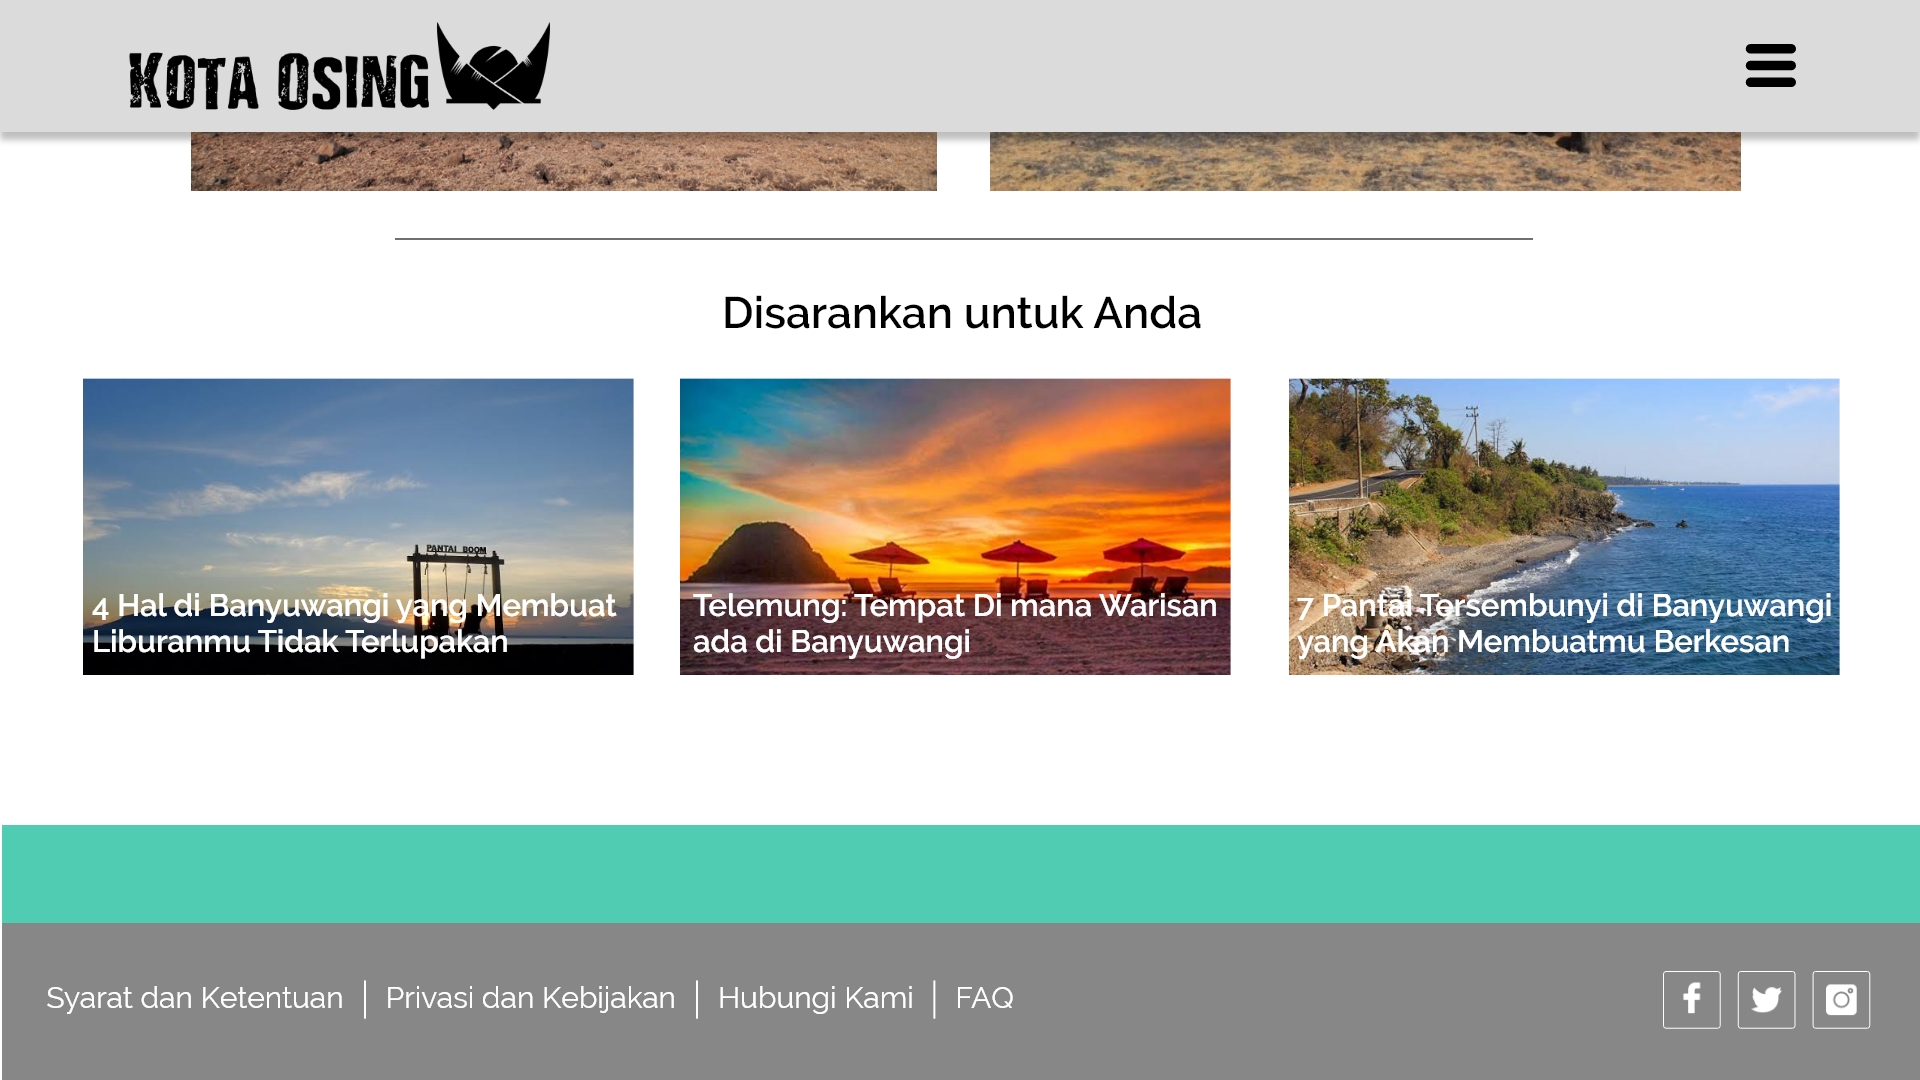 KOTA OSING
Disarankan untuk Anda
PANTAI BOOM
4 Hal di Banyuwangi yang Membuat
Liburanmu Tidak Terlupakan
Telemung: Tempat Di mana Warisan
ada di Banyuwangi
7 Pantai Tersembunyi di Banyuwangi
yang Akan Membuatmu Berkesan
Syarat dan Ketentuan | Privasi dan Kebijakan | Hubungi Kami | FAQ